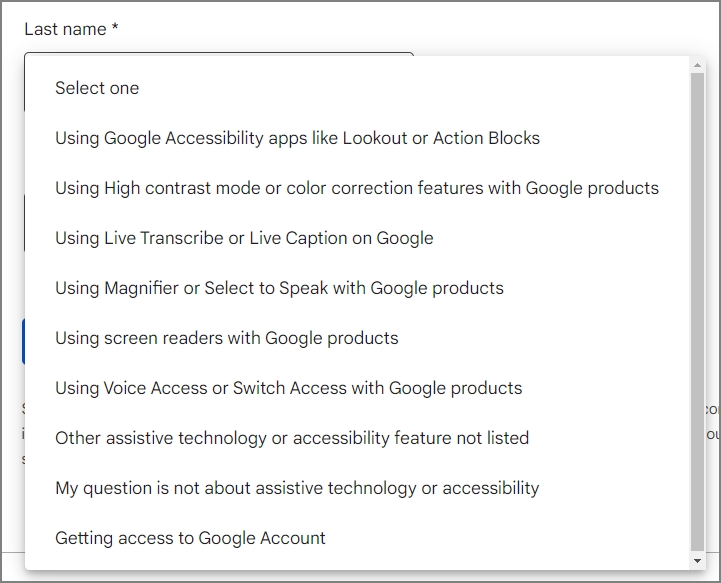 Last name *
Select one
Using Google Accessibility apps like Lookout or Action Blocks
Using High contrast mode or color correction features with Google products
Using Live Transcribe or Live Caption on Google
Using Magnifier or Select to Speak with Google products
Using screen readers with Google products
Using Voice Access or Switch Access with Google products
Other assistive technology or accessibility feature not listed
My question is not about assistive technology or accessibility
Getting access to Google Account